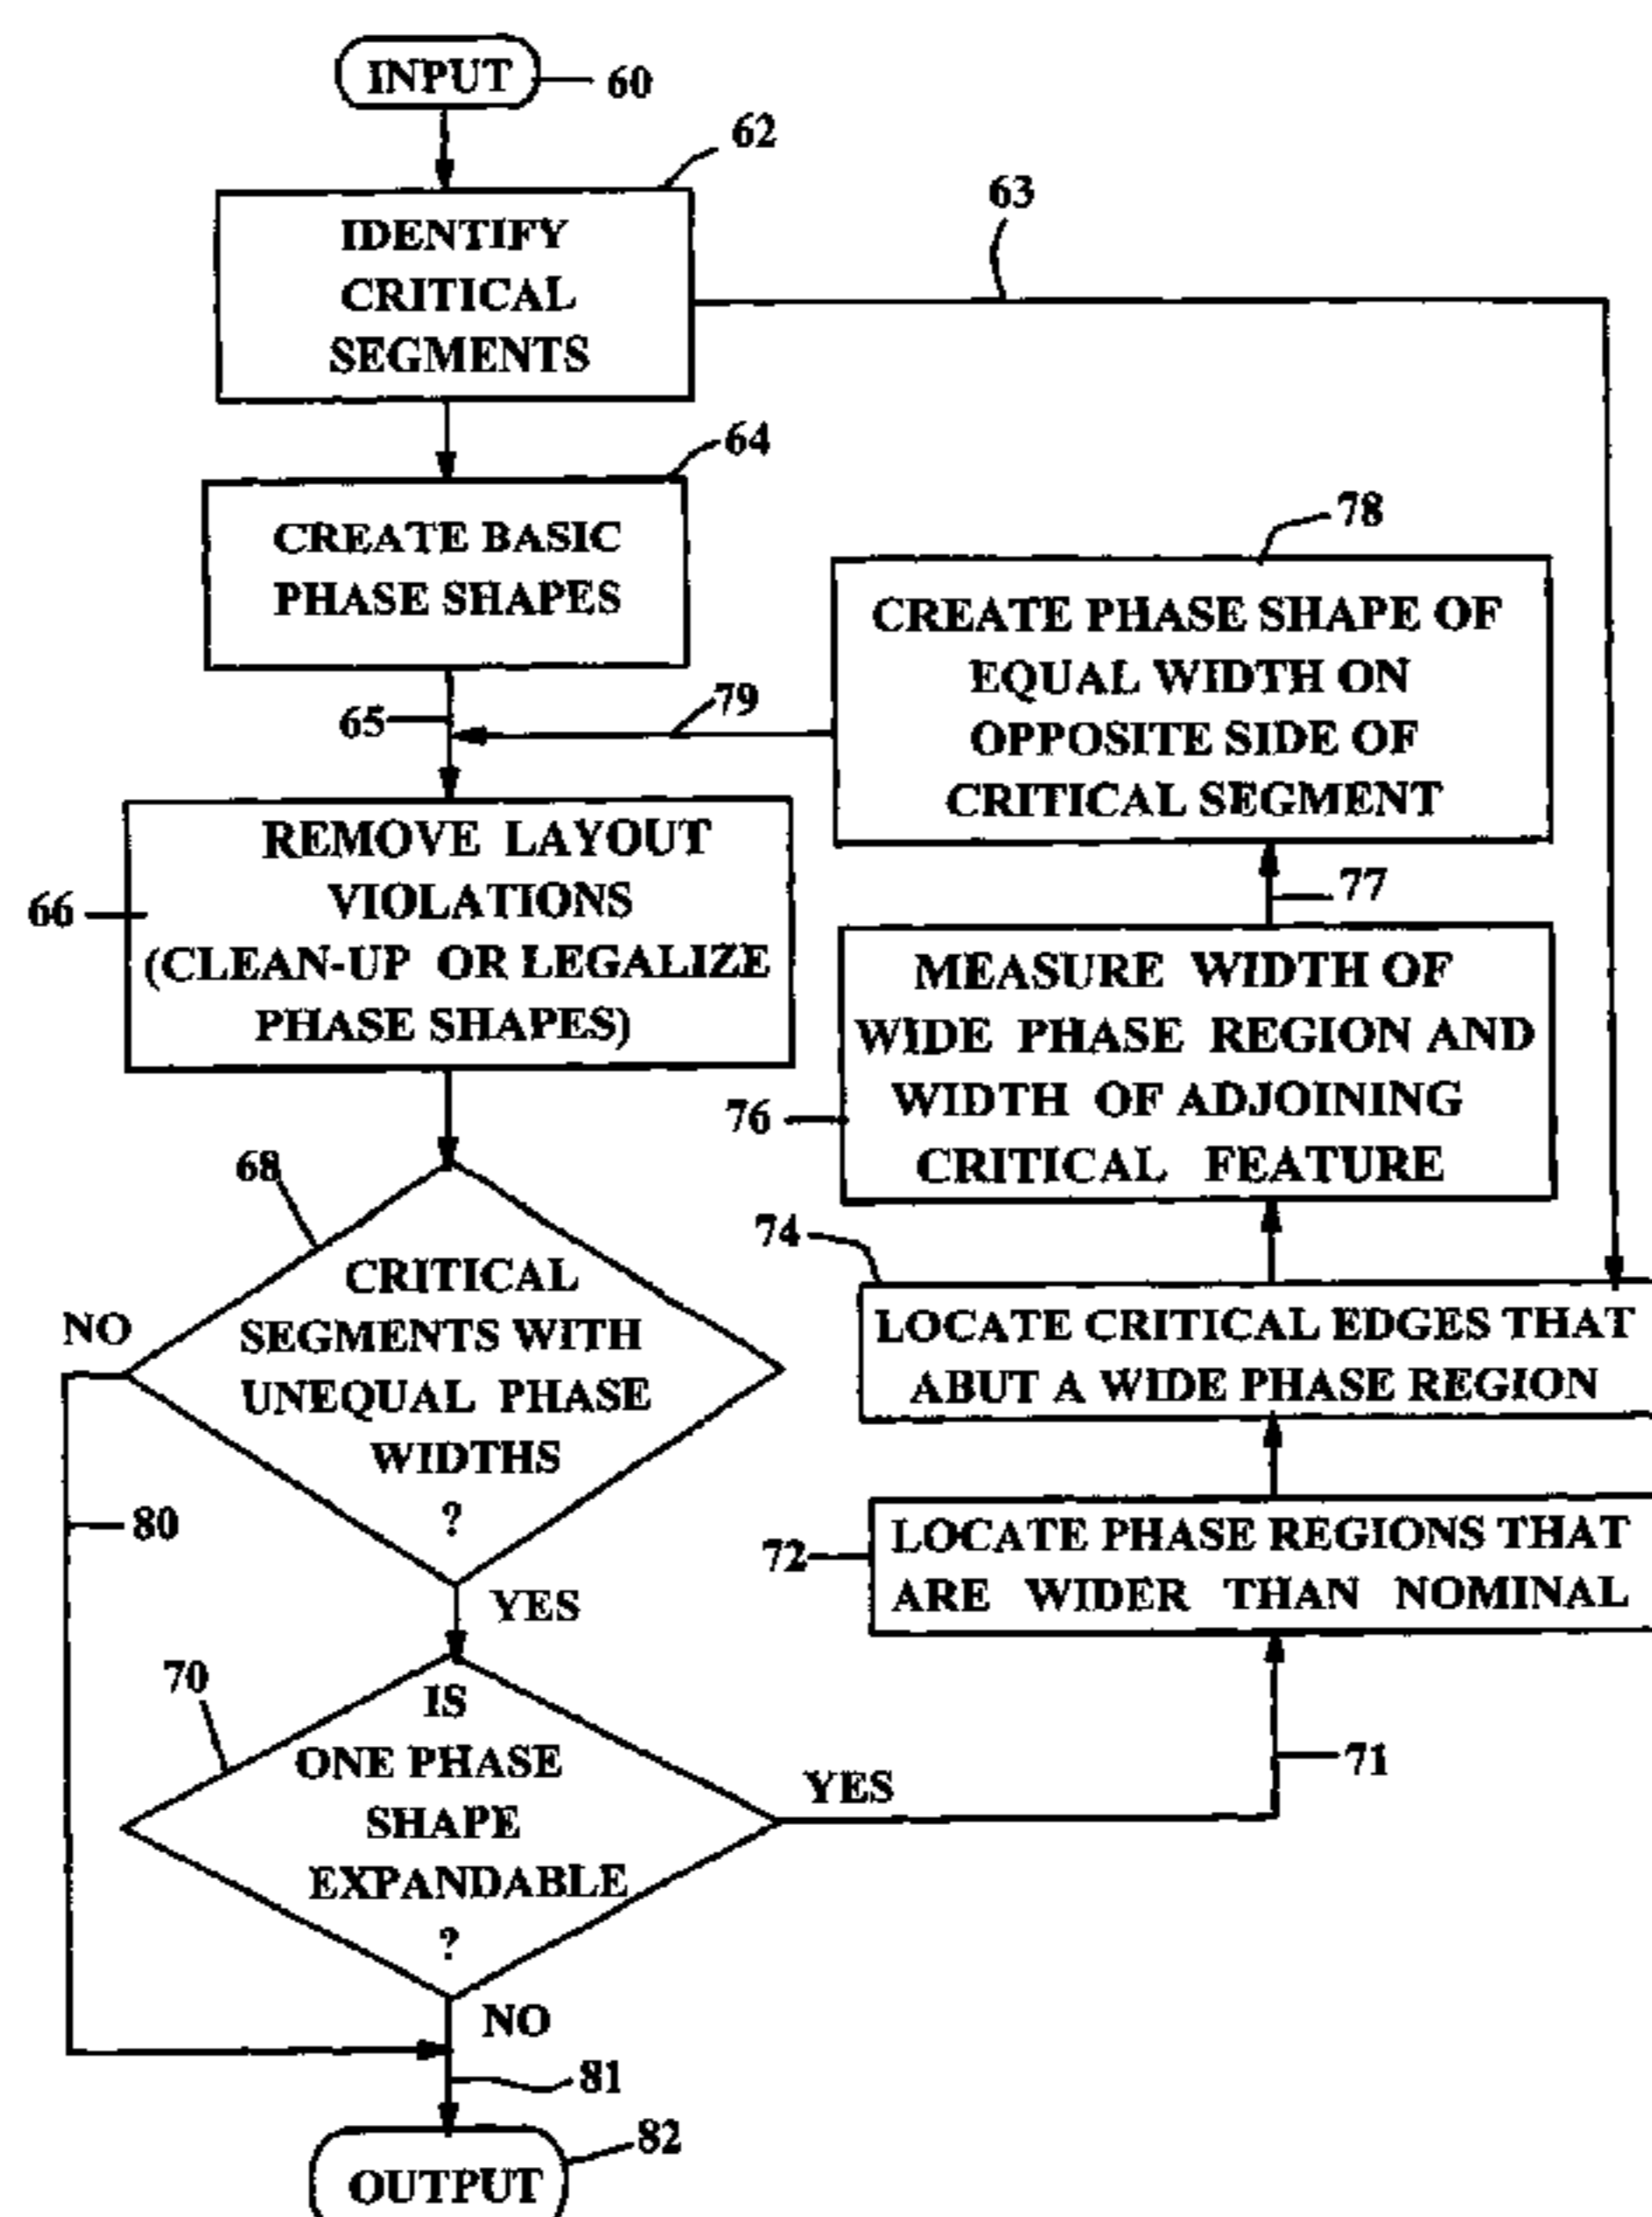 INPUT
60
62
IDENTIFY
CRITICAL
SEGMENTS
63
64
CREATE BASIC
PHASE SHAPES
65
79
78
CREATE PHASE SHAPE OF
EQUAL WIDTH ON
OPPOSITE SIDE OF
CRITICAL SEGMENT
77
66
REMOVE LAYOUT
VIOLATIONS
(CLEAN-UP OR LEGALIZE
PHASE SHAPES)
76
MEASURE WIDTH OF
WIDE PHASE REGION AND
WIDTH OF ADJOINING
CRITICAL FEATURE
68
CRITICAL
SEGMENTS WITH
UNEQUAL PHASE
WIDTHS
?
NO
80
YES
74
LOCATE CRITICAL EDGES THAT
ABUT A WIDE PHASE REGION
72
LOCATE PHASE REGIONS THAT
ARE WIDER THAN NOMINAL
70
IS
ONE PHASE
SHAPE
EXPANDABLE
?
YES
71
NO
81
82
OUTPUT